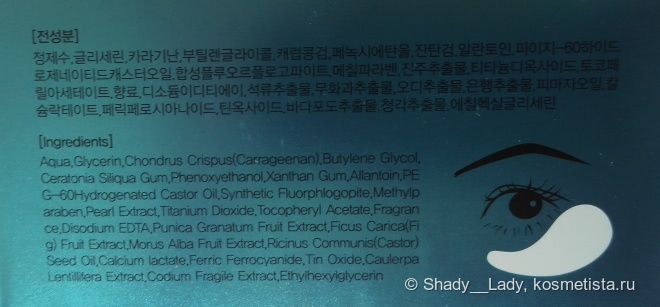 [전성분]
정제수,글리세린,카라기난,부틸렌글라이콜,캐럽콩검,페녹시에탄올,잔탄검,알란토인,피이지-60하이드
로제네이티드캐스터오일,합성플루오르플로고파이트,메칠파라벤,진주추출물,티타늄디옥사이드,토코페
릴아세테이트,향료,디소듐이디티에이,석류추출물,무화과추출물,오디추출물,은행추출물,피마자오일,칼
슘락테이트,페릭페로시아나이드,틴옥사이드,바다포도추출물,청각추출물,에칠헥실글리세린
[Ingredients]
Aqua,Glycerin,Chondrus Crispus(Carrageenan),Butylene Glycol,
Ceratonia Siliqua Gum,Phenoxyethanol,Xanthan Gum,Allantoin,PE
G-60Hydrogenated Castor Oil,Synthetic Fluorphlogopite,Methylp
araben,Pearl Extract,Titanium Dioxide,Tocopheryl Acetate,Fragran
ce,Disodium EDTA,Punica Granatum Fruit Extract,Ficus Carica(Fi
g) Fruit Extract,Morus Alba Fruit Extract,Ricinus Communis(Castor)
Seed Oil,Calcium lactate,Ferric Ferrocyanide,Tin Oxide,Caulerpa
Lentillifera Extract,Codium Fragile Extract,Ethylhexylglycerin
© Shady__Lady, kosmetista.ru